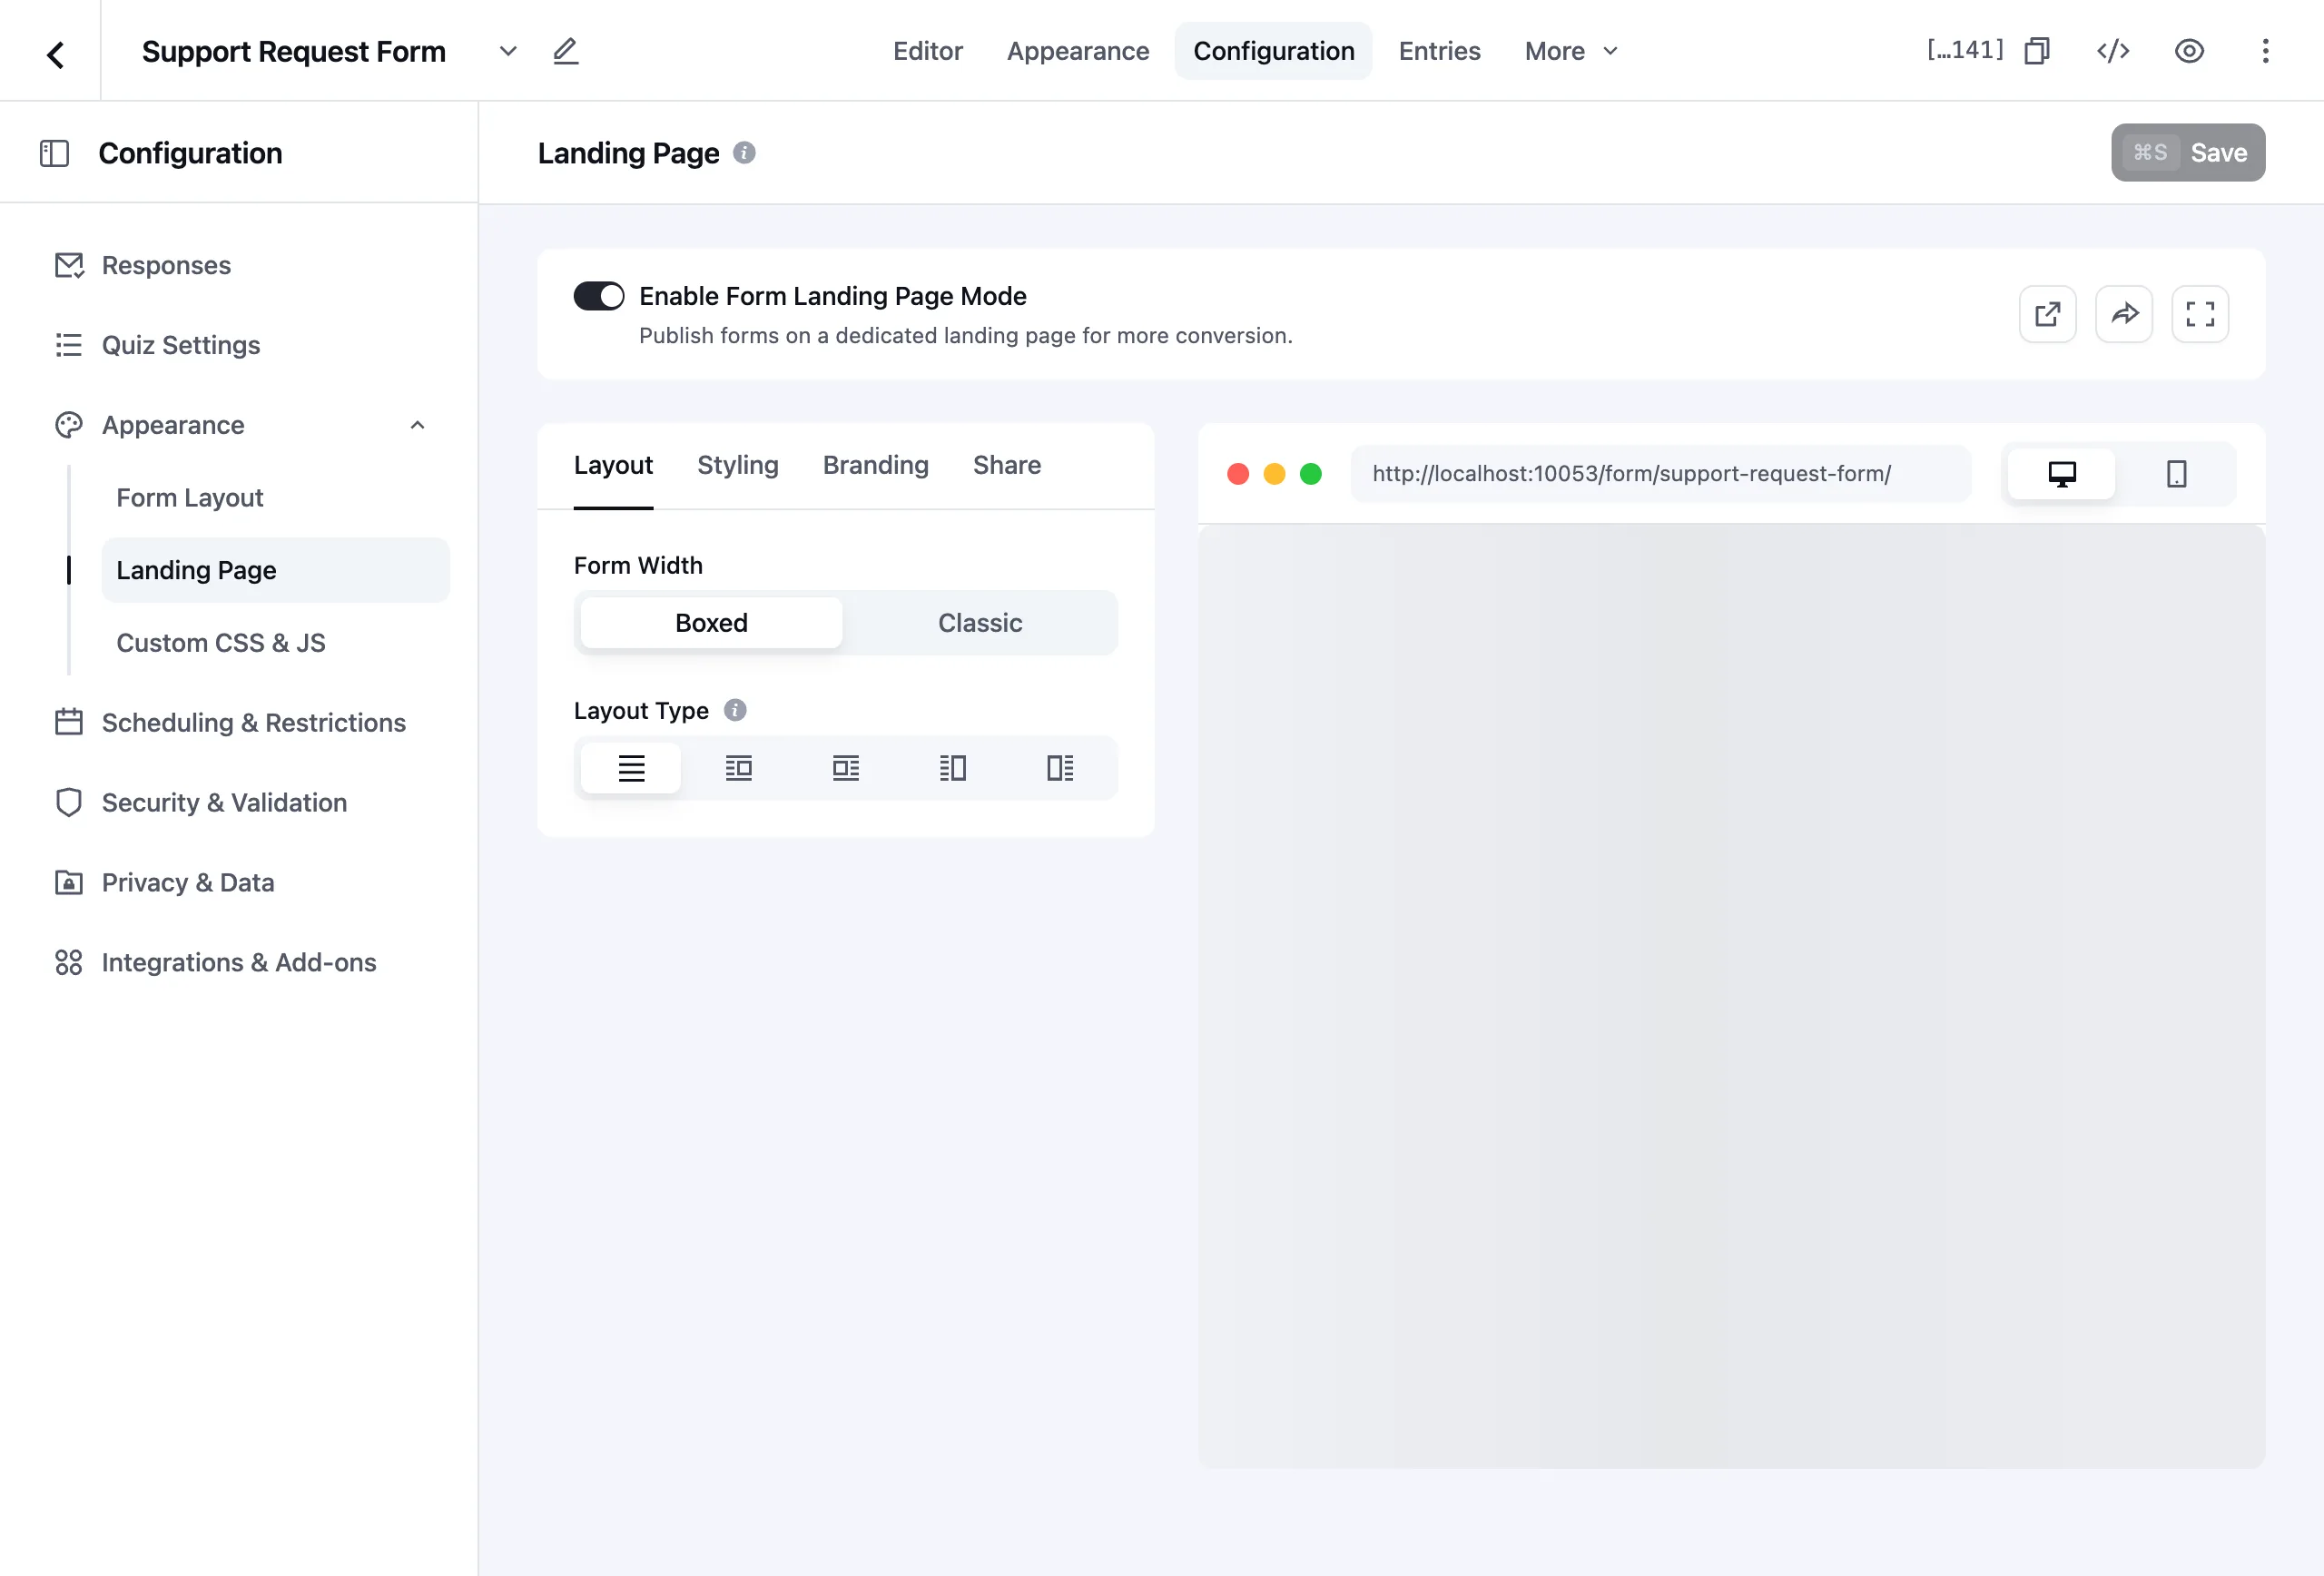 Support Request Form
Editor
Appearance
Configuration
Entries
More
[…141]
Configuration
Landing Page
⌘S Save
Responses
Quiz Settings
Appearance
Form Layout
Landing Page
Custom CSS & JS
Scheduling & Restrictions
Security & Validation
Privacy & Data
Integrations & Add-ons
Enable Form Landing Page Mode
Publish forms on a dedicated landing page for more conversion.
Layout
Styling
Branding
Share
Form Width
Boxed
Classic
Layout Type
http://localhost:10053/form/support-request-form/